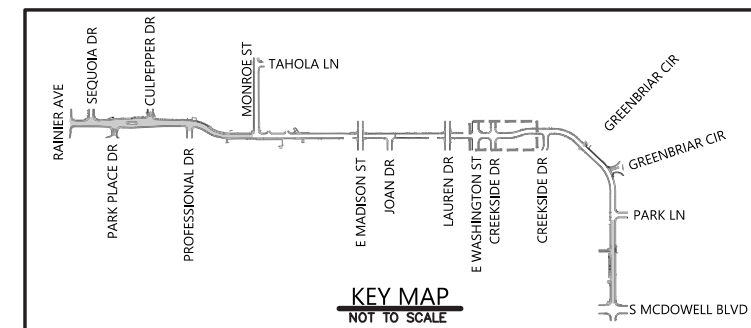 RAINIER AVE
SEQUOIA DR
PARK PLACE DR
CULPEPPER DR
PROFESSIONAL DR
MONROE ST
TAHOLA LN
E MADISON ST
JOAN DR
LAUREN DR
E WASHINGTON ST
CREEKSIDE DR
CREEKSIDE DR
GREENBRIAR CIR
GREENBRIAR CIR
PARK LN
S MCDOWELL BLVD
KEY MAP
NOT TO SCALE